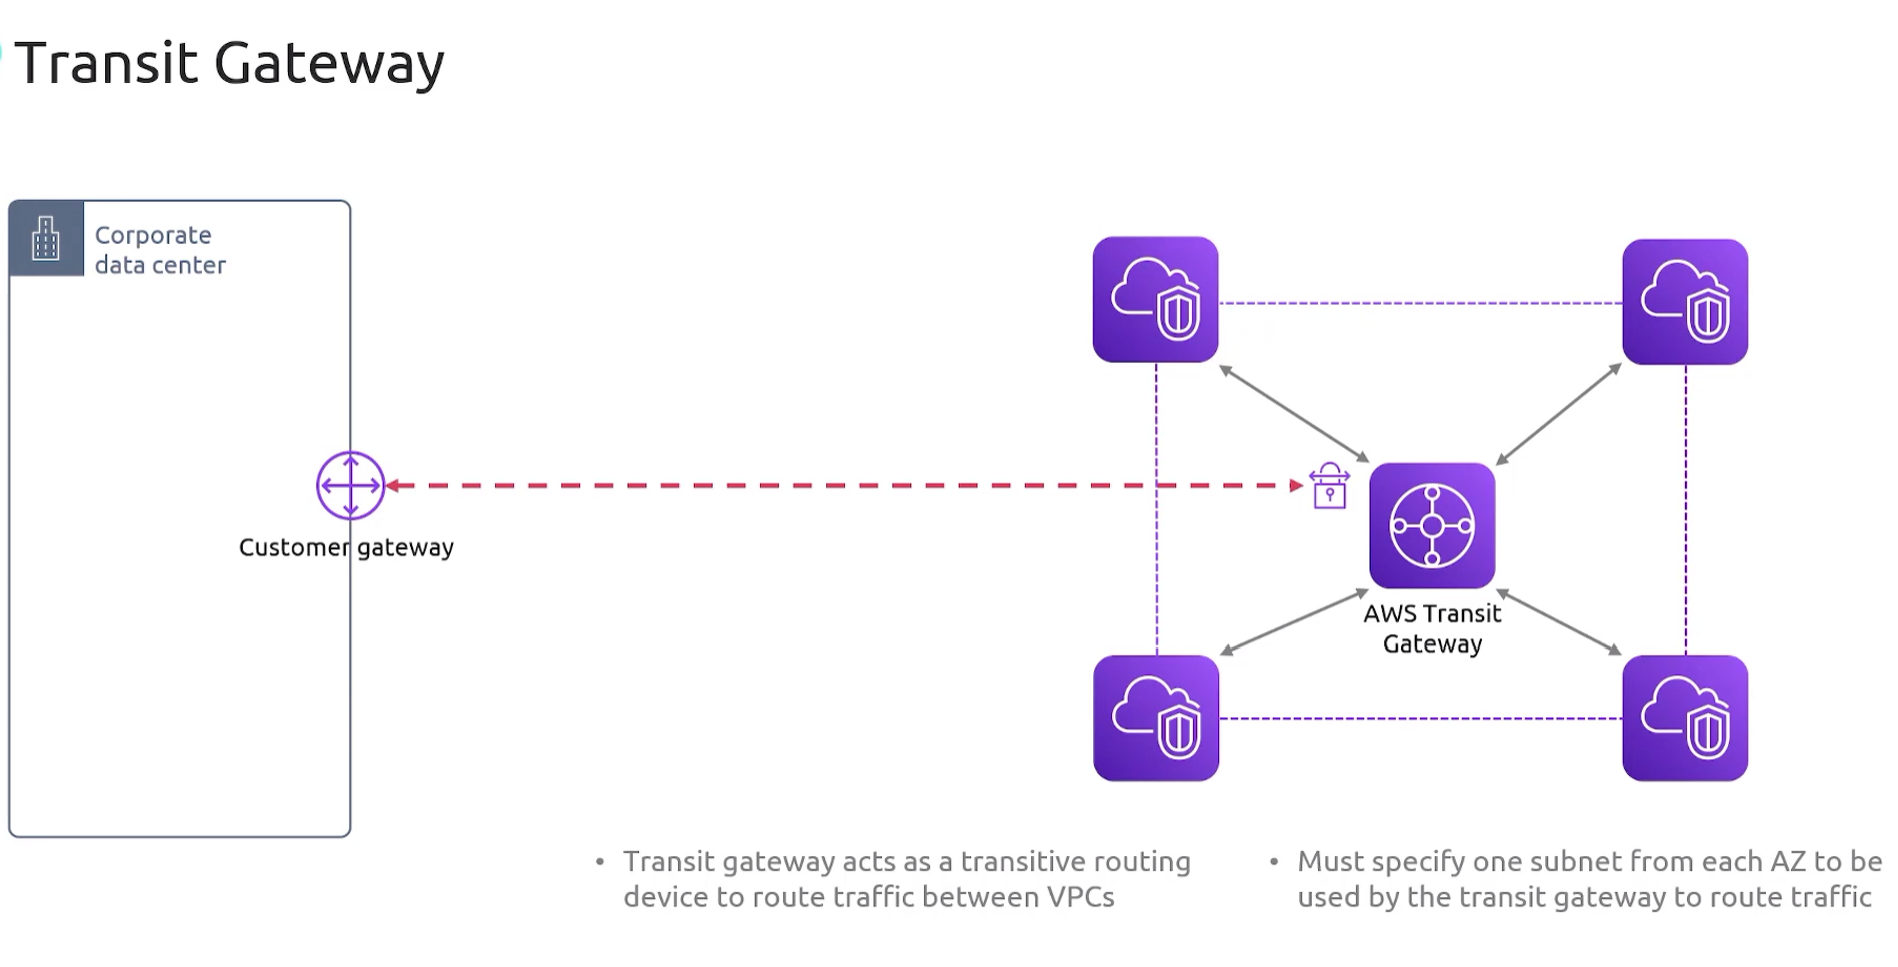 Transit Gateway
Corporate
data center
Customer gateway
AWS Transit
Gateway
• Transit gateway acts as a transitive routing
device to route traffic between VPCs
• Must specify one subnet from each AZ to be
used by the transit gateway to route traffic